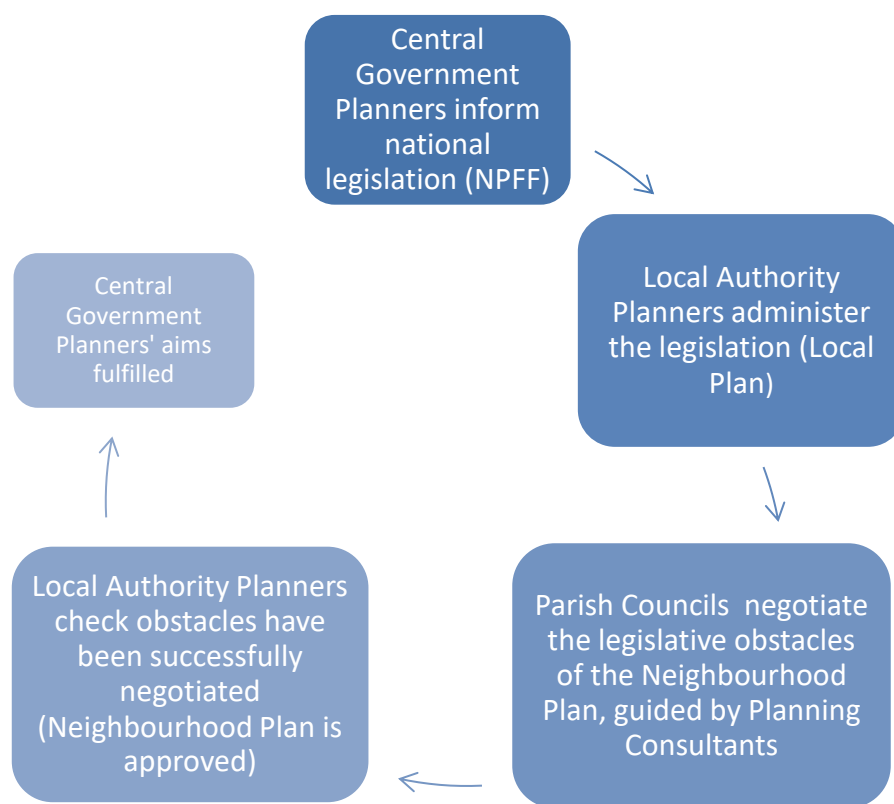 Central
Government
Planners inform
national
legislation (NPFF)
Local Authority
Planners administer
the legislation (Local
Plan)
Parish Councils negotiate
the legislative obstacles
of the Neighbourhood
Plan, guided by Planning
Consultants
Local Authority Planners
check obstacles have
been successfully
negotiated
(Neighbourhood Plan is
approved)
Central
Government
Planners' aims
fulfilled